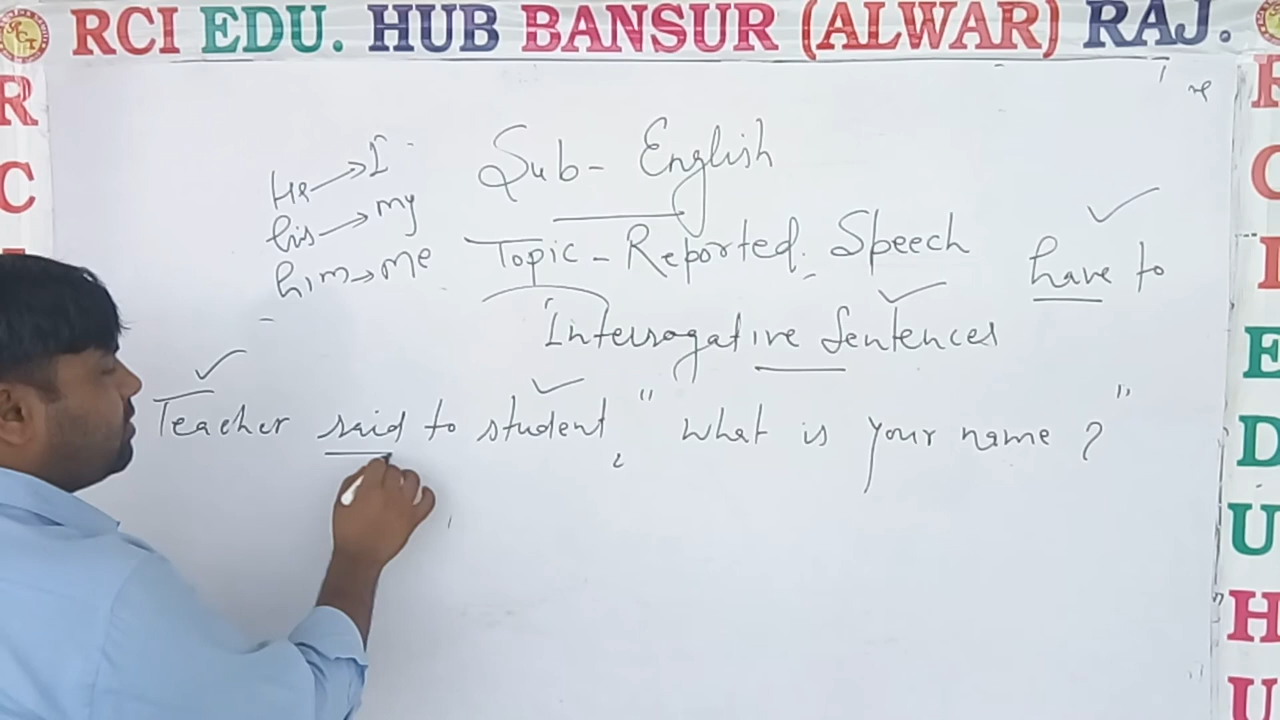 RCI EDU. HUB BANSUR (ALWAR) RAJ.
R
C
I
He → I
his → my
him → me
Sub - English
Topic - Reported Speech
have to
Interrogative Sentences
Teacher said to student, " What is your name ? "
R
C
I
E
D
U
H
U